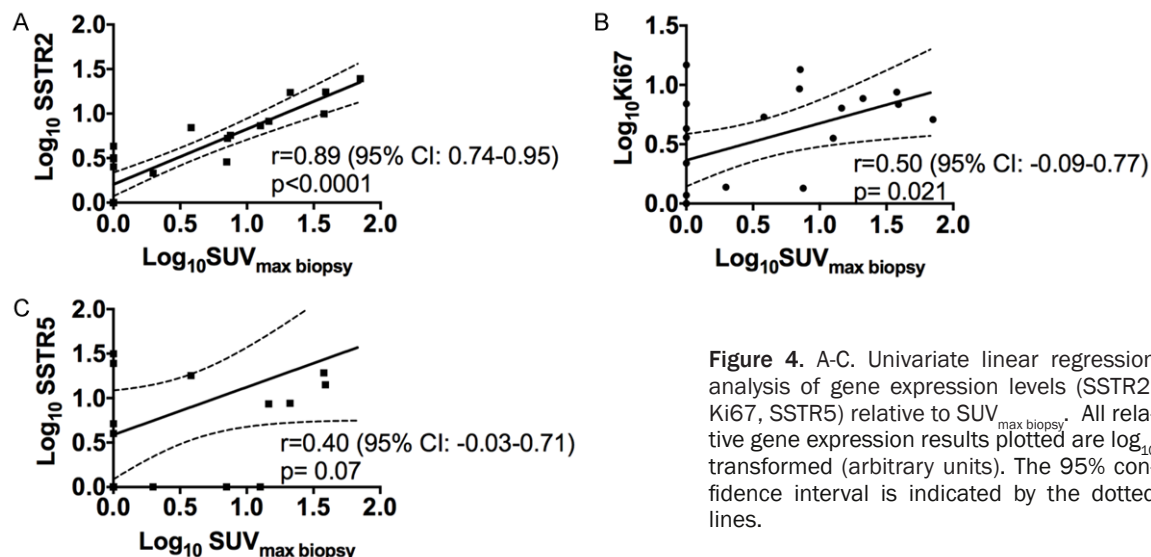 A
2.0
1.5
1.0
0.5
0.0
Log10 SSTR2
r=0.89 (95% CI: 0.74-0.95)
p<0.0001
0.0 0.5 1.0 1.5 2.0
Log10SUVmax biopsy
B
1.5
1.0
0.5
0.0
Log10Ki67
r=0.50 (95% CI: -0.09-0.77)
p= 0.021
0.0 0.5 1.0 1.5 2.0
Log10SUVmax biopsy
C
2.0
1.5
1.0
0.5
0.0
Log10 SSTR5
r=0.40 (95% CI: -0.03-0.71)
p= 0.07
0.0 0.5 1.0 1.5 2.0
Log10 SUVmax biopsy
Figure 4. A-C. Univariate linear regression
analysis of gene expression levels (SSTR2,
Ki67, SSTR5) relative to SUVmax biopsy. All rela-
tive gene expression results plotted are log10
transformed (arbitrary units). The 95% con-
fidence interval is indicated by the dotted
lines.